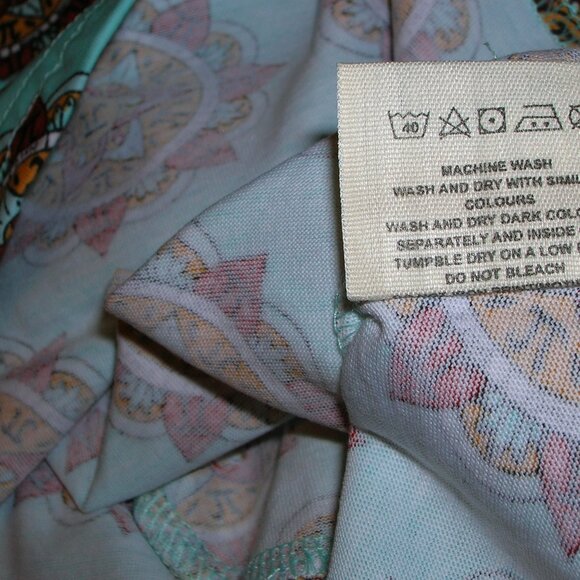 40
MACHINE WASH
WASH AND DRY WITH SIMIL
COLOURS
WASH AND DRY DARK COLO
SEPARATELY AND INSIDE
TUMPBLE DRY ON A LOW
DO NOT BLEACH